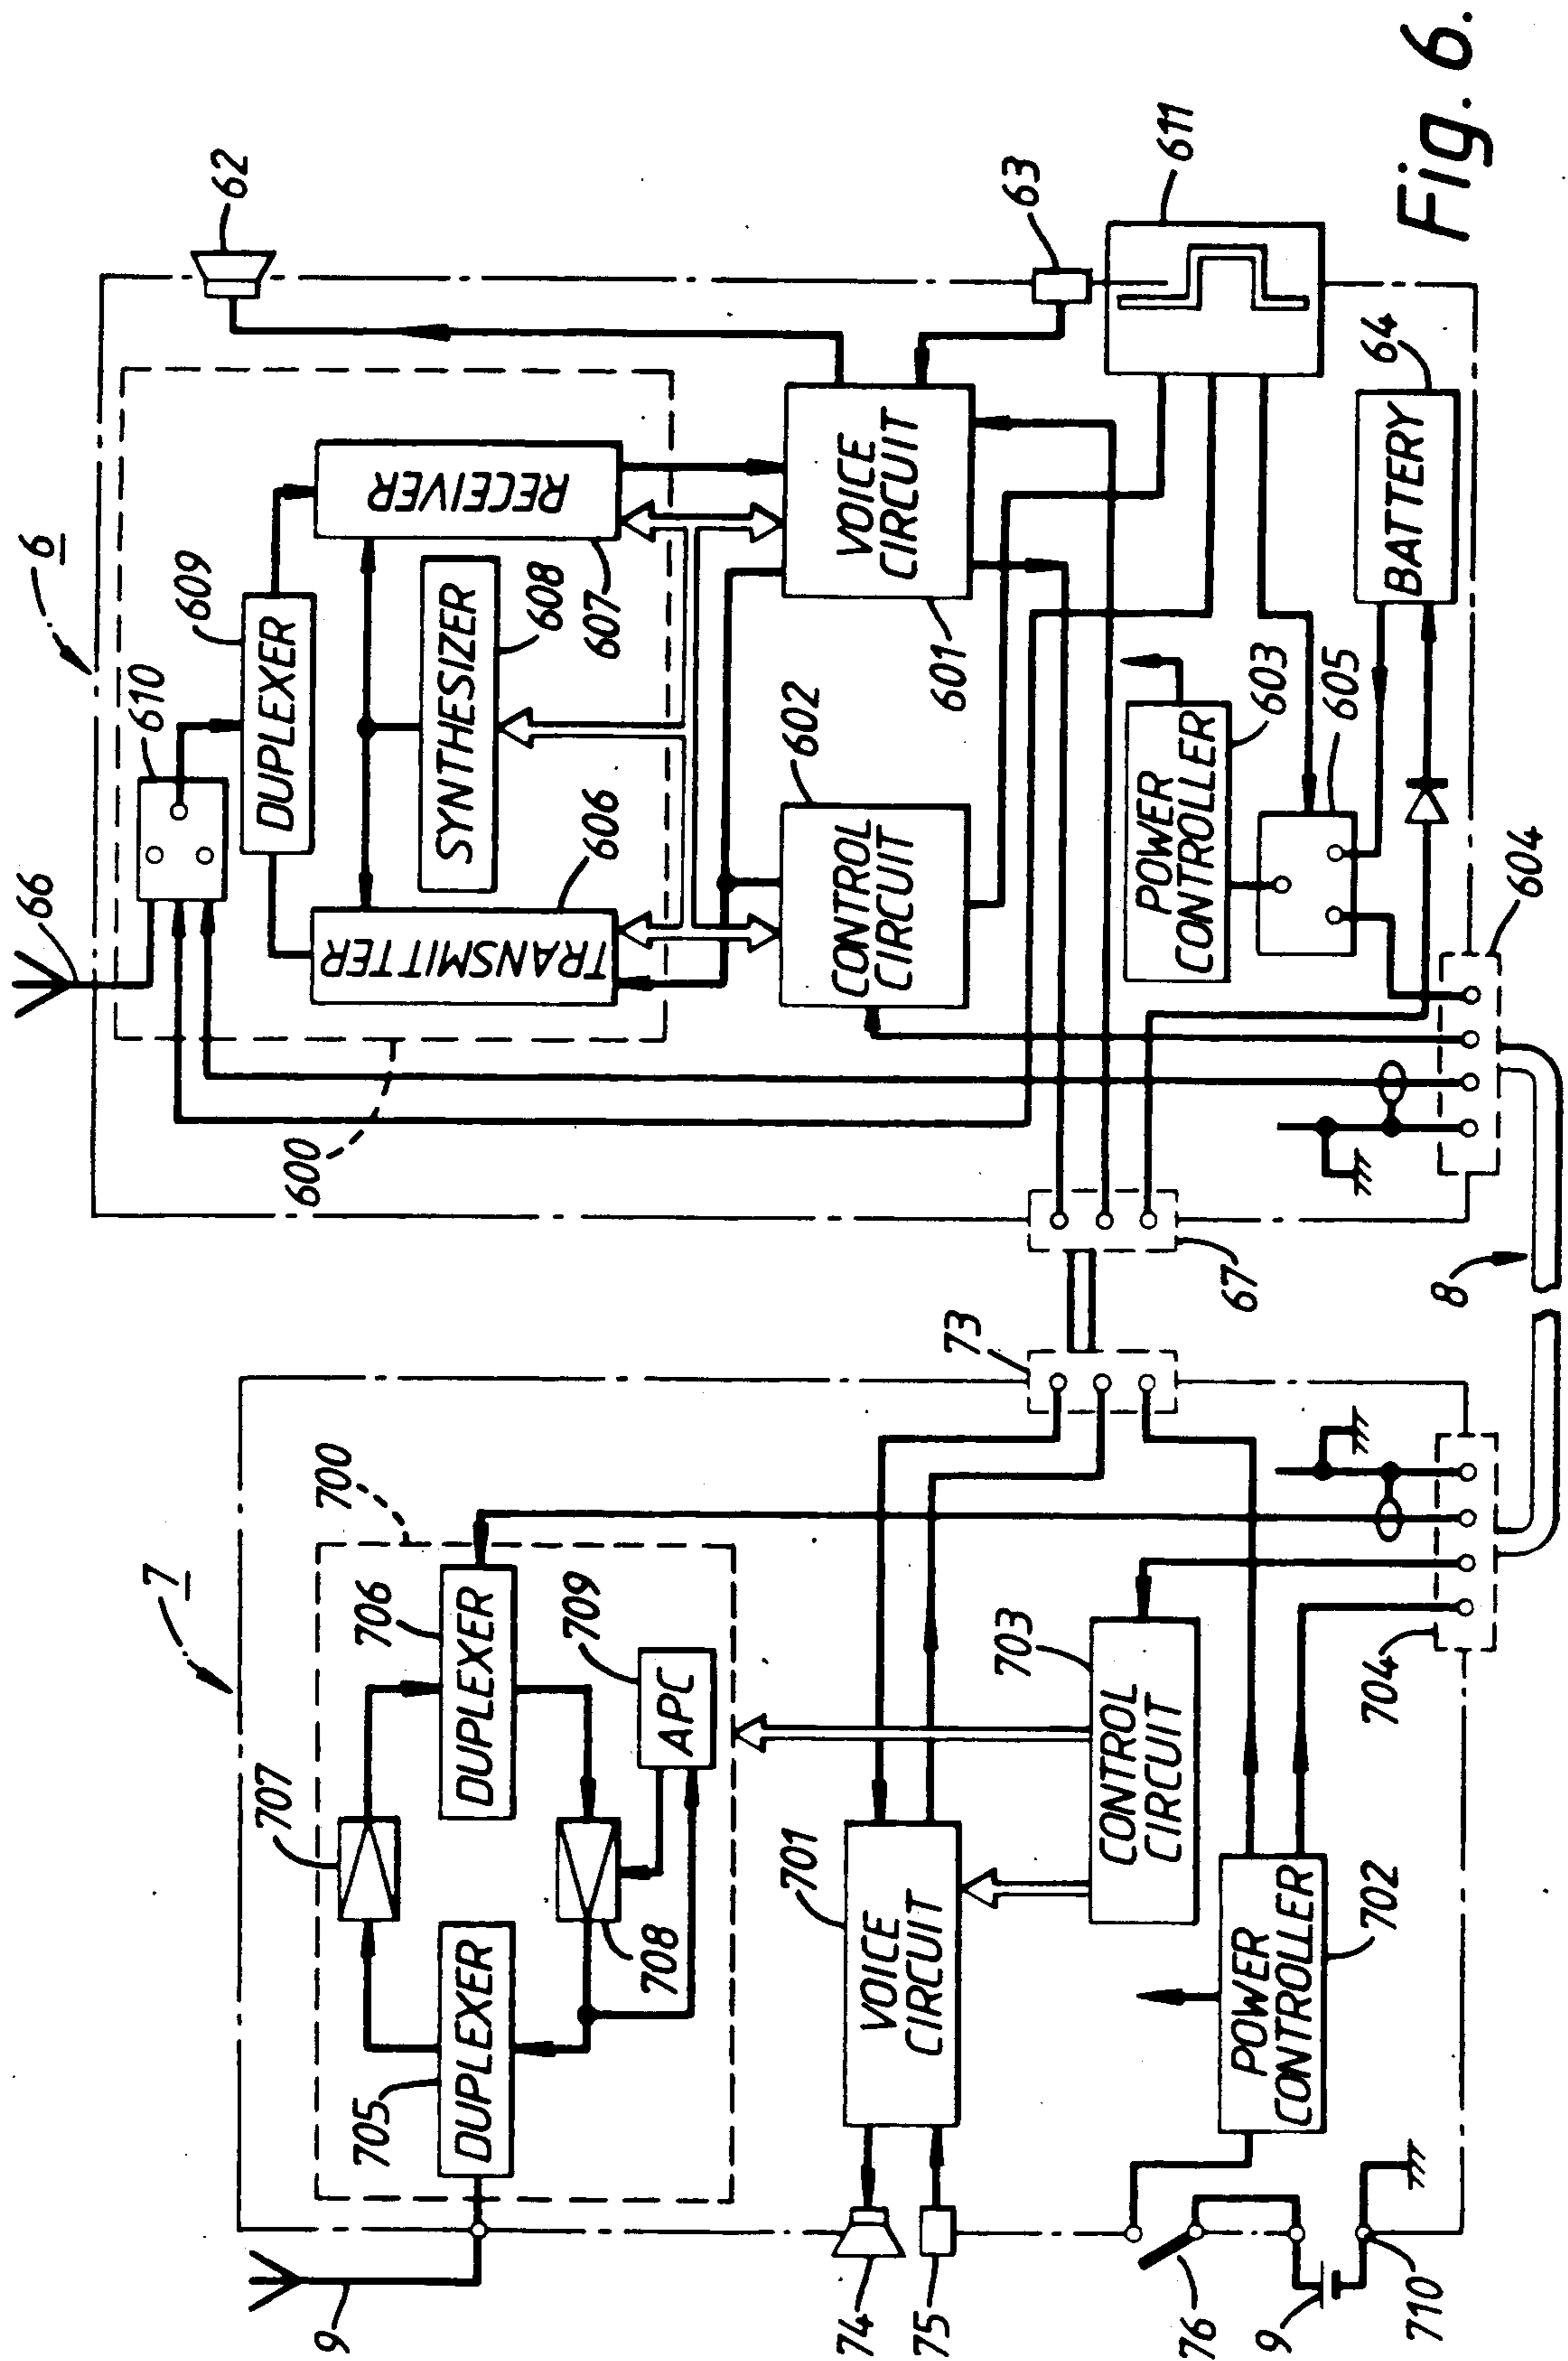 7
700
707
706
DUPLEXER
709
APC
705
DUPLEXER
708
9
701
VOICE
CIRCUIT
703
CONTROL
CIRCUIT
74
75
73
76
POWER
CONTROLLER
702
704
9
710
8
6
66
610
609
DUPLEXER
62
600
TRANSMITTER
606
SYNTHESIZER
608
RECEIVER
607
602
CONTROL
CIRCUIT
VOICE
CIRCUIT
601
63
611
67
POWER
CONTROLLER
603
605
64
BATTERY
604
Fig. 6.